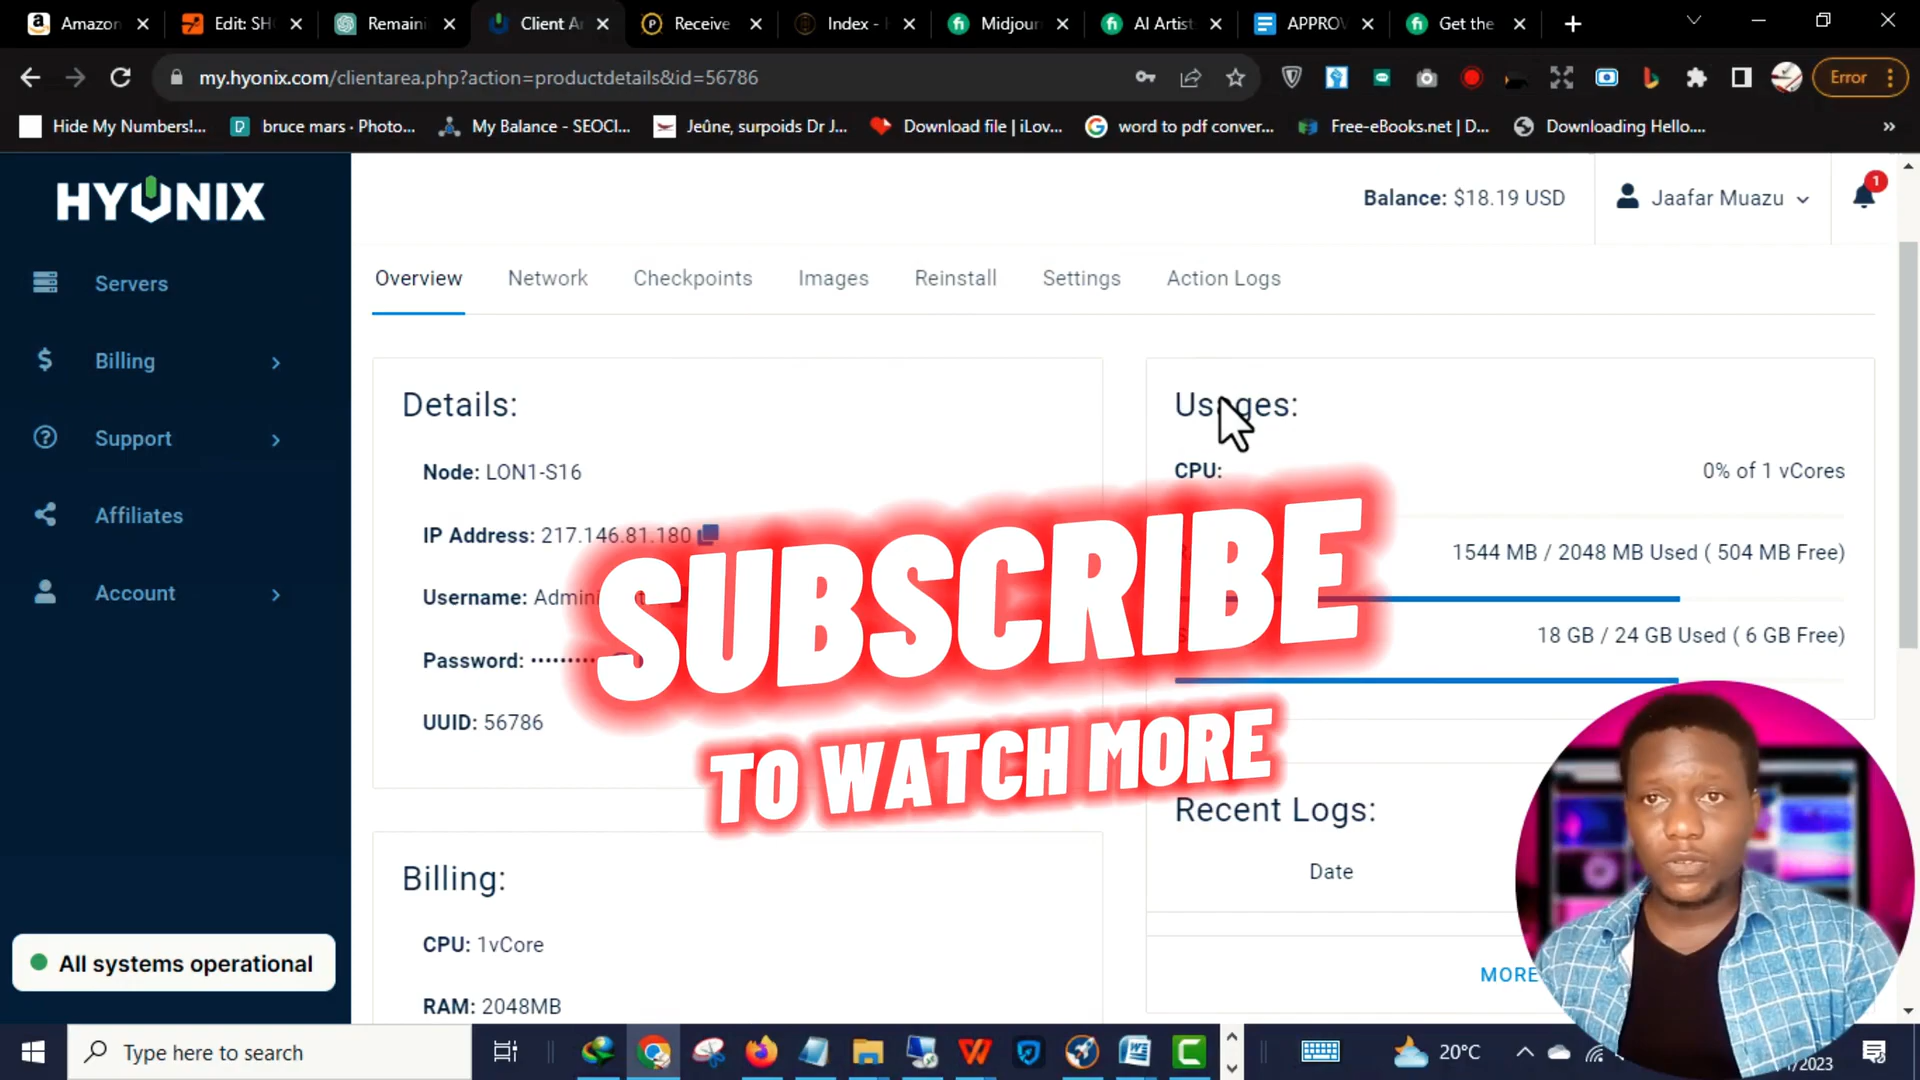 Amazon
Edit: SH
Remaini
Client A
Receive
Index -
Midjour
AI Artis
APPROV
Get the
my.hyonix.com/clientarea.php?action=productdetails&id=56786
Error
Hide My Numbers!...
bruce mars · Photo...
My Balance - SEOCl...
Jeûne, surpoids Dr J...
Download file | iLov...
word to pdf conver...
Free-eBooks.net | D...
Downloading Hello....
HYONIX
Balance: $18.19 USD
Jaafar Muazu
1
Servers
Billing
Support
Affiliates
Account
All systems operational
Overview
Network
Checkpoints
Images
Reinstall
Settings
Action Logs
Details:
Node: LON1-S16
IP Address: 217.146.81.180
Username: Admini
Password: ••••••••
UUID: 56786
Usages:
CPU:
0% of 1 vCores
1544 MB / 2048 MB Used ( 504 MB Free)
18 GB / 24 GB Used ( 6 GB Free)
SUBSCRIBE
TO WATCH MORE
Recent Logs:
Date
MORE
Billing:
CPU: 1vCore
RAM: 2048MB
Type here to search
20°C
/2023